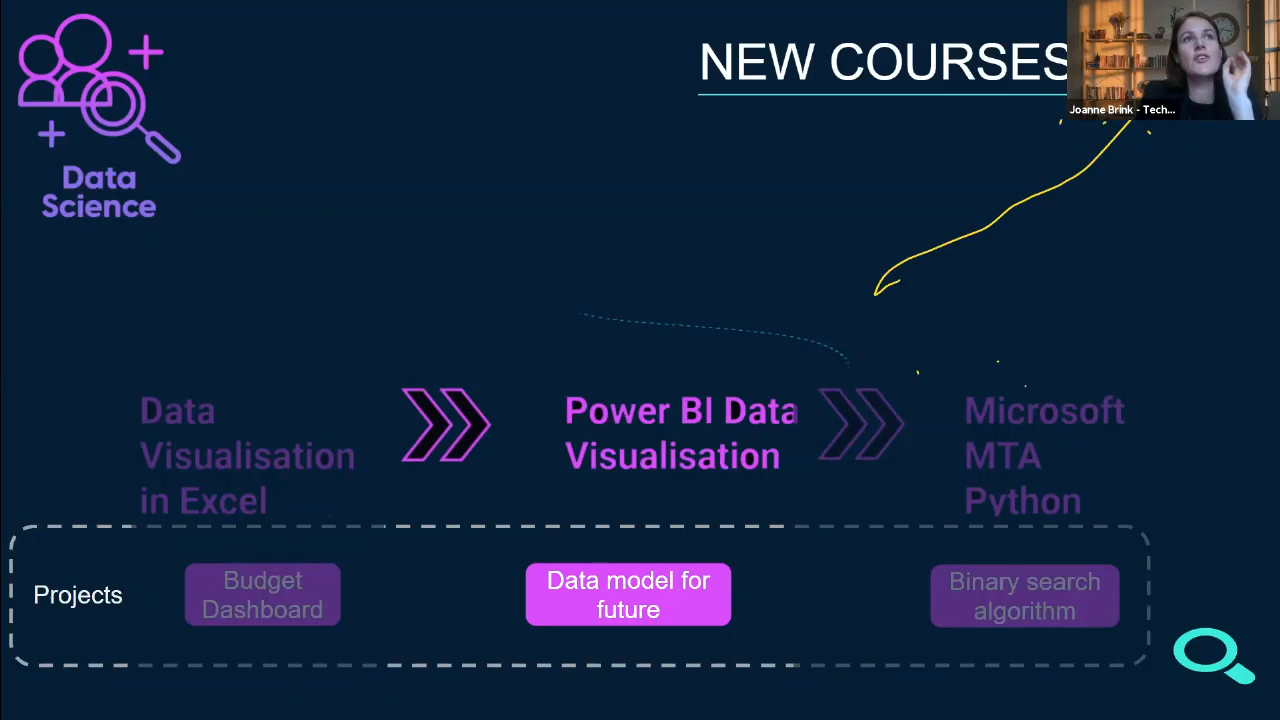 NEW COURSES
Joanne Brink - Tech...
Data
Science
Data
Visualisation
in Excel
Power BI Data
Visualisation
Microsoft
MTA
Python
Projects
Budget
Dashboard
Data model for
future
Binary search
algorithm